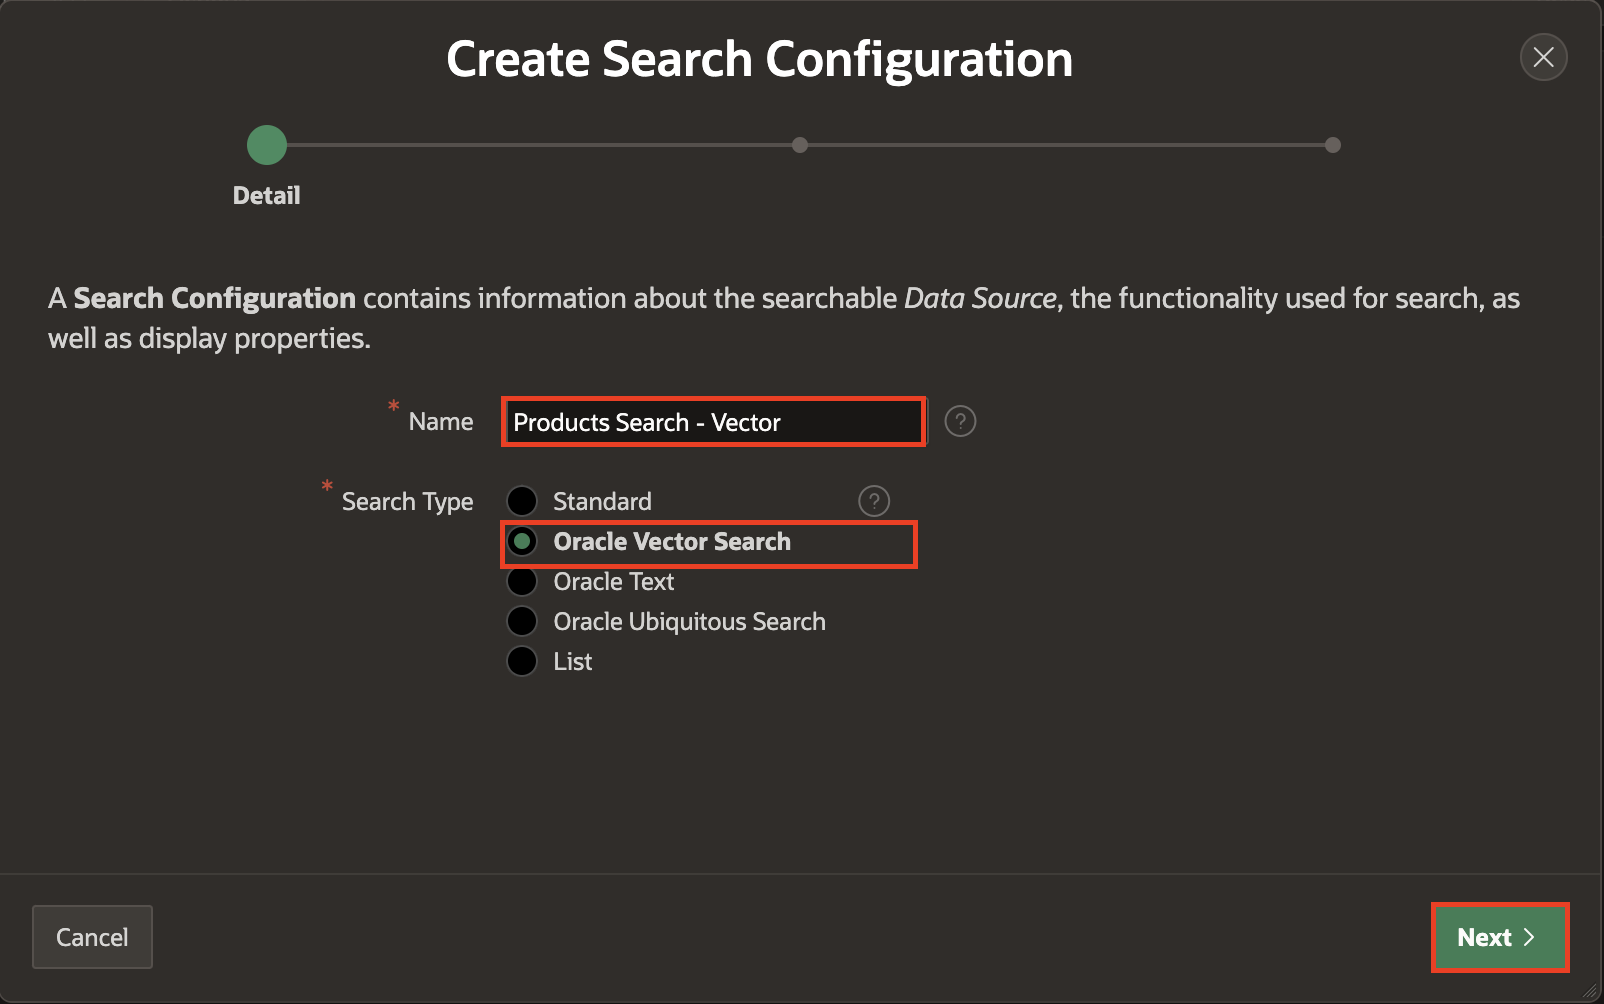 Create Search Configuration
Detail
A Search Configuration contains information about the searchable Data Source, the functionality used for search, as
well as display properties.
* Name Products Search - Vector ?
* Search Type Standard ?
Oracle Vector Search
Oracle Text
Oracle Ubiquitous Search
List
Cancel Next